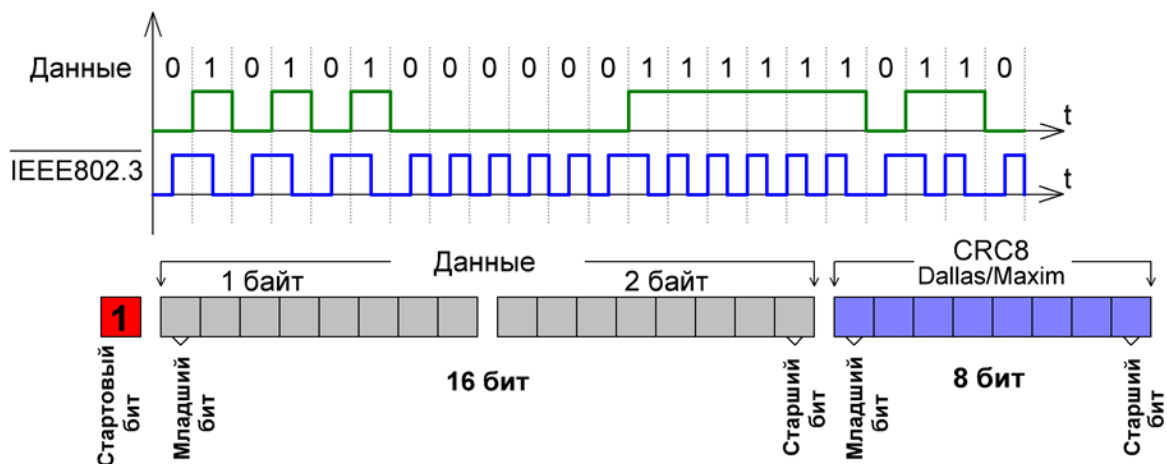 Данные 0 1 0 1 0 1 0 0 0 0 0 0 1 1 1 1 1 1 0 1 1 0
t
IEEE802.3
t
Данные
CRC8
Dallas/Maxim
1 байт
2 байт
1
Стартовый бит
Младший бит
16 бит
Старший бит
Младший бит
8 бит
Старший бит